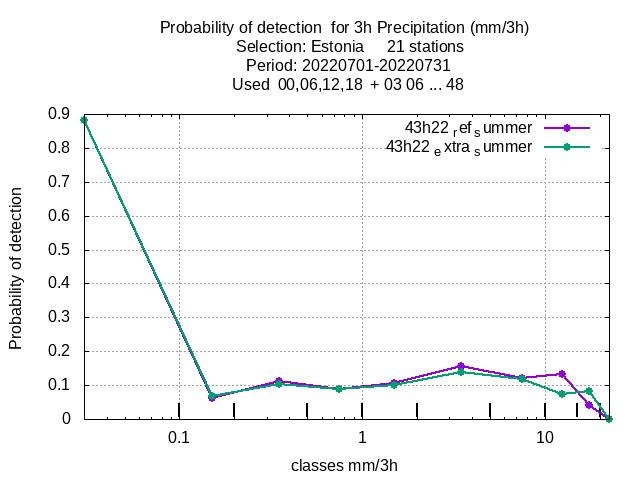 Probability of detection for 3h Precipitation (mm/3h)
Selection: Estonia 21 stations
Period: 20220701-20220731
Used 00,06,12,18 + 03 06 ... 48
43h22 ref summer
43h22 extra summer
Probability of detection
0.9
0.8
0.7
0.6
0.5
0.4
0.3
0.2
0.1
0
0.1 1 10
classes mm/3h